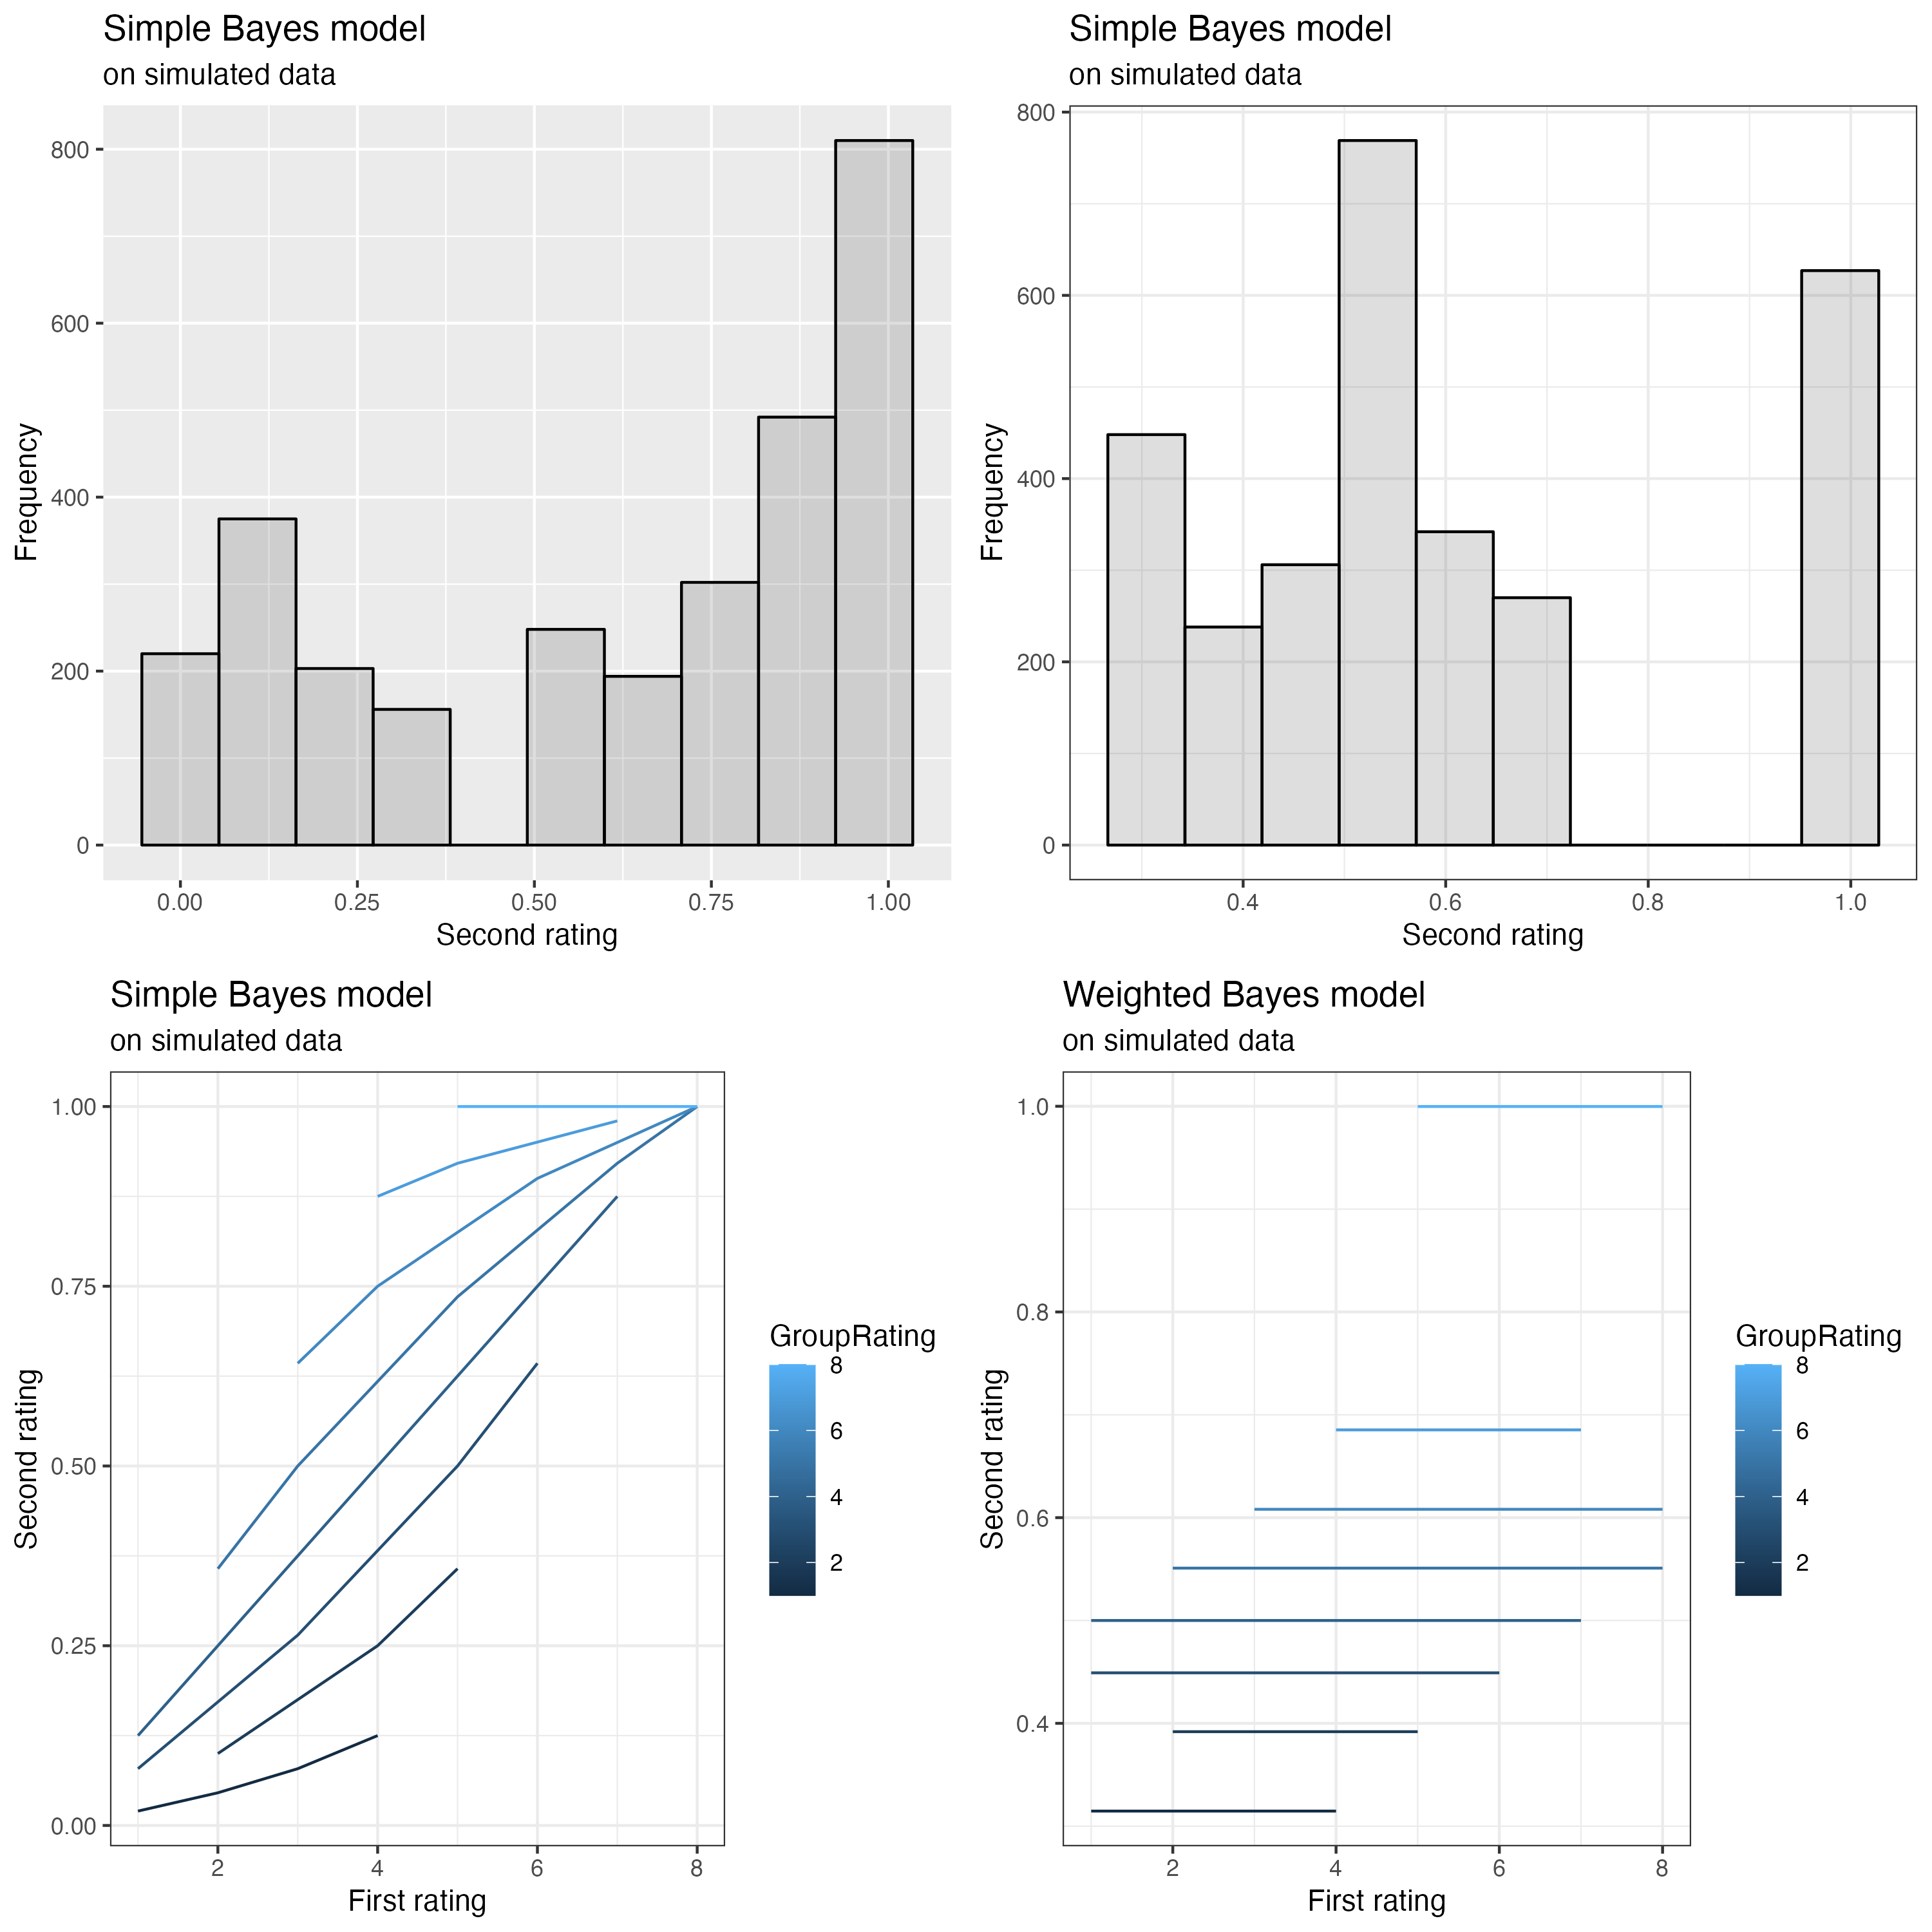 Simple Bayes model
on simulated data
800
600
400
200
0
Frequency
0.00 0.25 0.50 0.75 1.00
Second rating
Simple Bayes model
on simulated data
800
600
400
200
0
Frequency
0.4 0.6 0.8 1.0
Second rating
Simple Bayes model
on simulated data
1.00
0.75
0.50
0.25
0.00
Second rating
2 4 6 8
First rating
GroupRating
8
6
4
2
Weighted Bayes model
on simulated data
1.0
0.8
0.6
0.4
Second rating
2 4 6 8
First rating
GroupRating
8
6
4
2